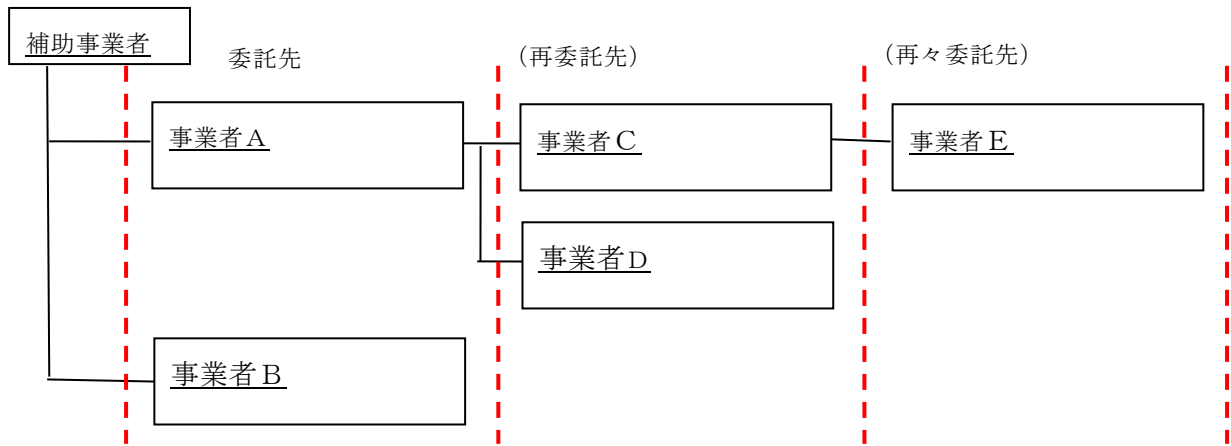 補助事業者
委託先
(再委託先)
(再々委託先)
事業者A
事業者C
事業者E
事業者D
事業者B